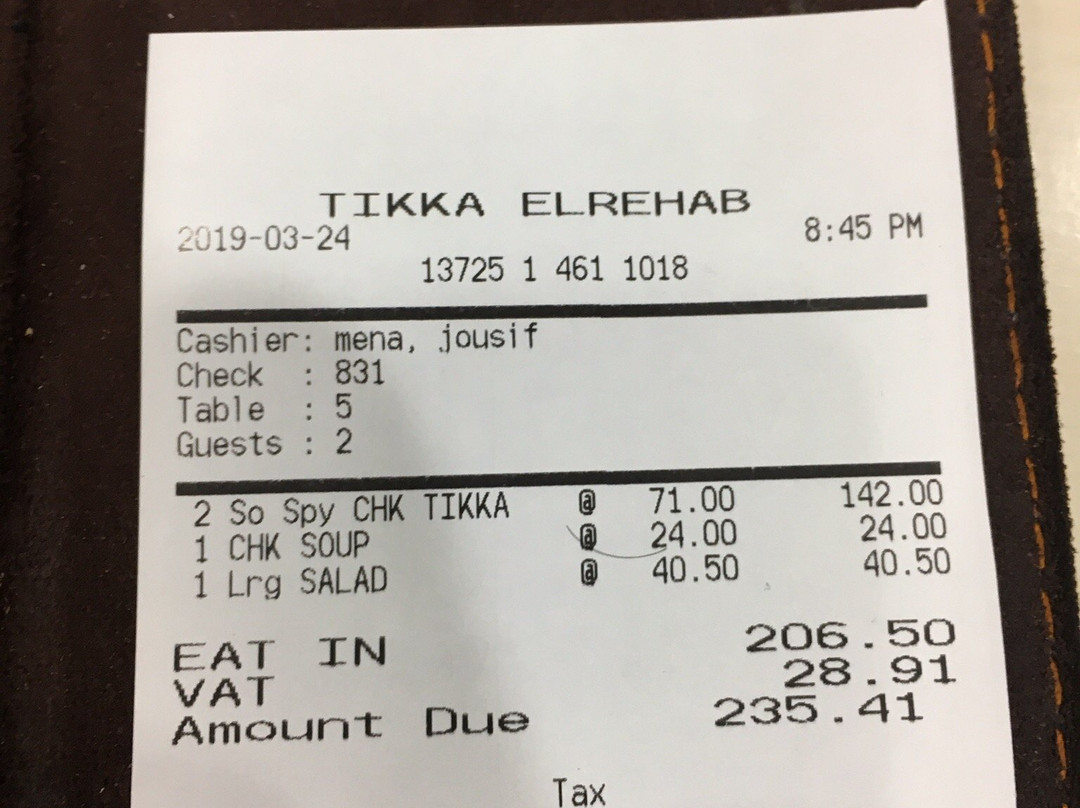 TIKKA ELREHAB
2019-03-24 8:45 PM
13725 1 461 1018
Cashier: mena, jousif
Check : 831
Table : 5
Guests : 2
2 So Spy CHK TIKKA @ 71.00 142.00
1 CHK SOUP @ 24.00 24.00
1 Lrg SALAD @ 40.50 40.50
EAT IN 206.50
VAT 28.91
Amount Due 235.41
Tax